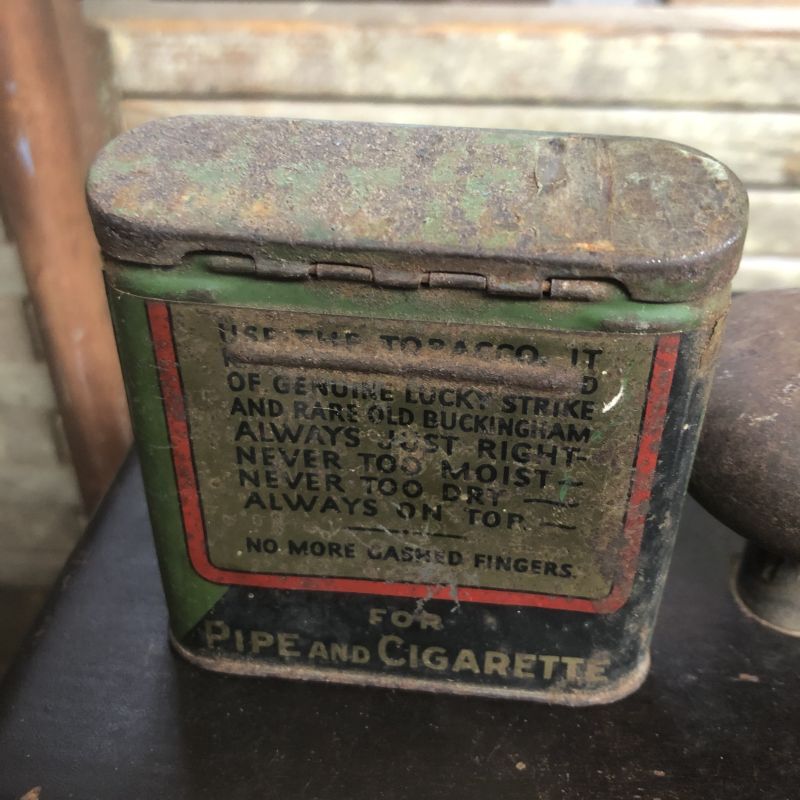 USE THE TOBACCO. IT
OF GENUINE LUCKY STRIKE
AND RARE OLD BUCKINGHAM
ALWAYS JUST RIGHT-
NEVER TOO MOIST-
NEVER TOO DRY —
ALWAYS ON TOP —
NO MORE GASHED FINGERS.
FOR
PIPE AND CIGARETTE